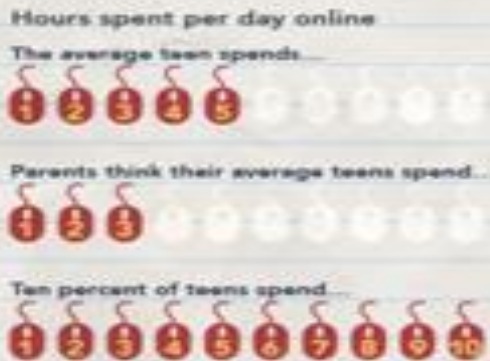 Hours spent per day online
The average teen spends...
1 2 3 4 5
Parents think their average teens spend...
1 2 3
Ten percent of teens spend...
1 2 3 4 5 6 7 8 9 10